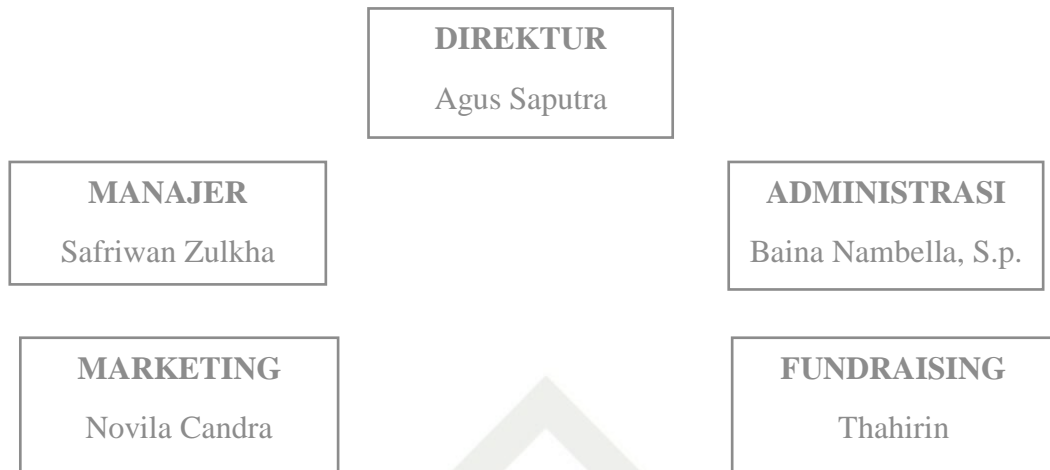 DIREKTUR
Agus Saputra
MANAJER
Safriwan Zulkha
ADMINISTRASI
Baina Nambella, S.p.
MARKETING
Novila Candra
FUNDRAISING
Thahirin